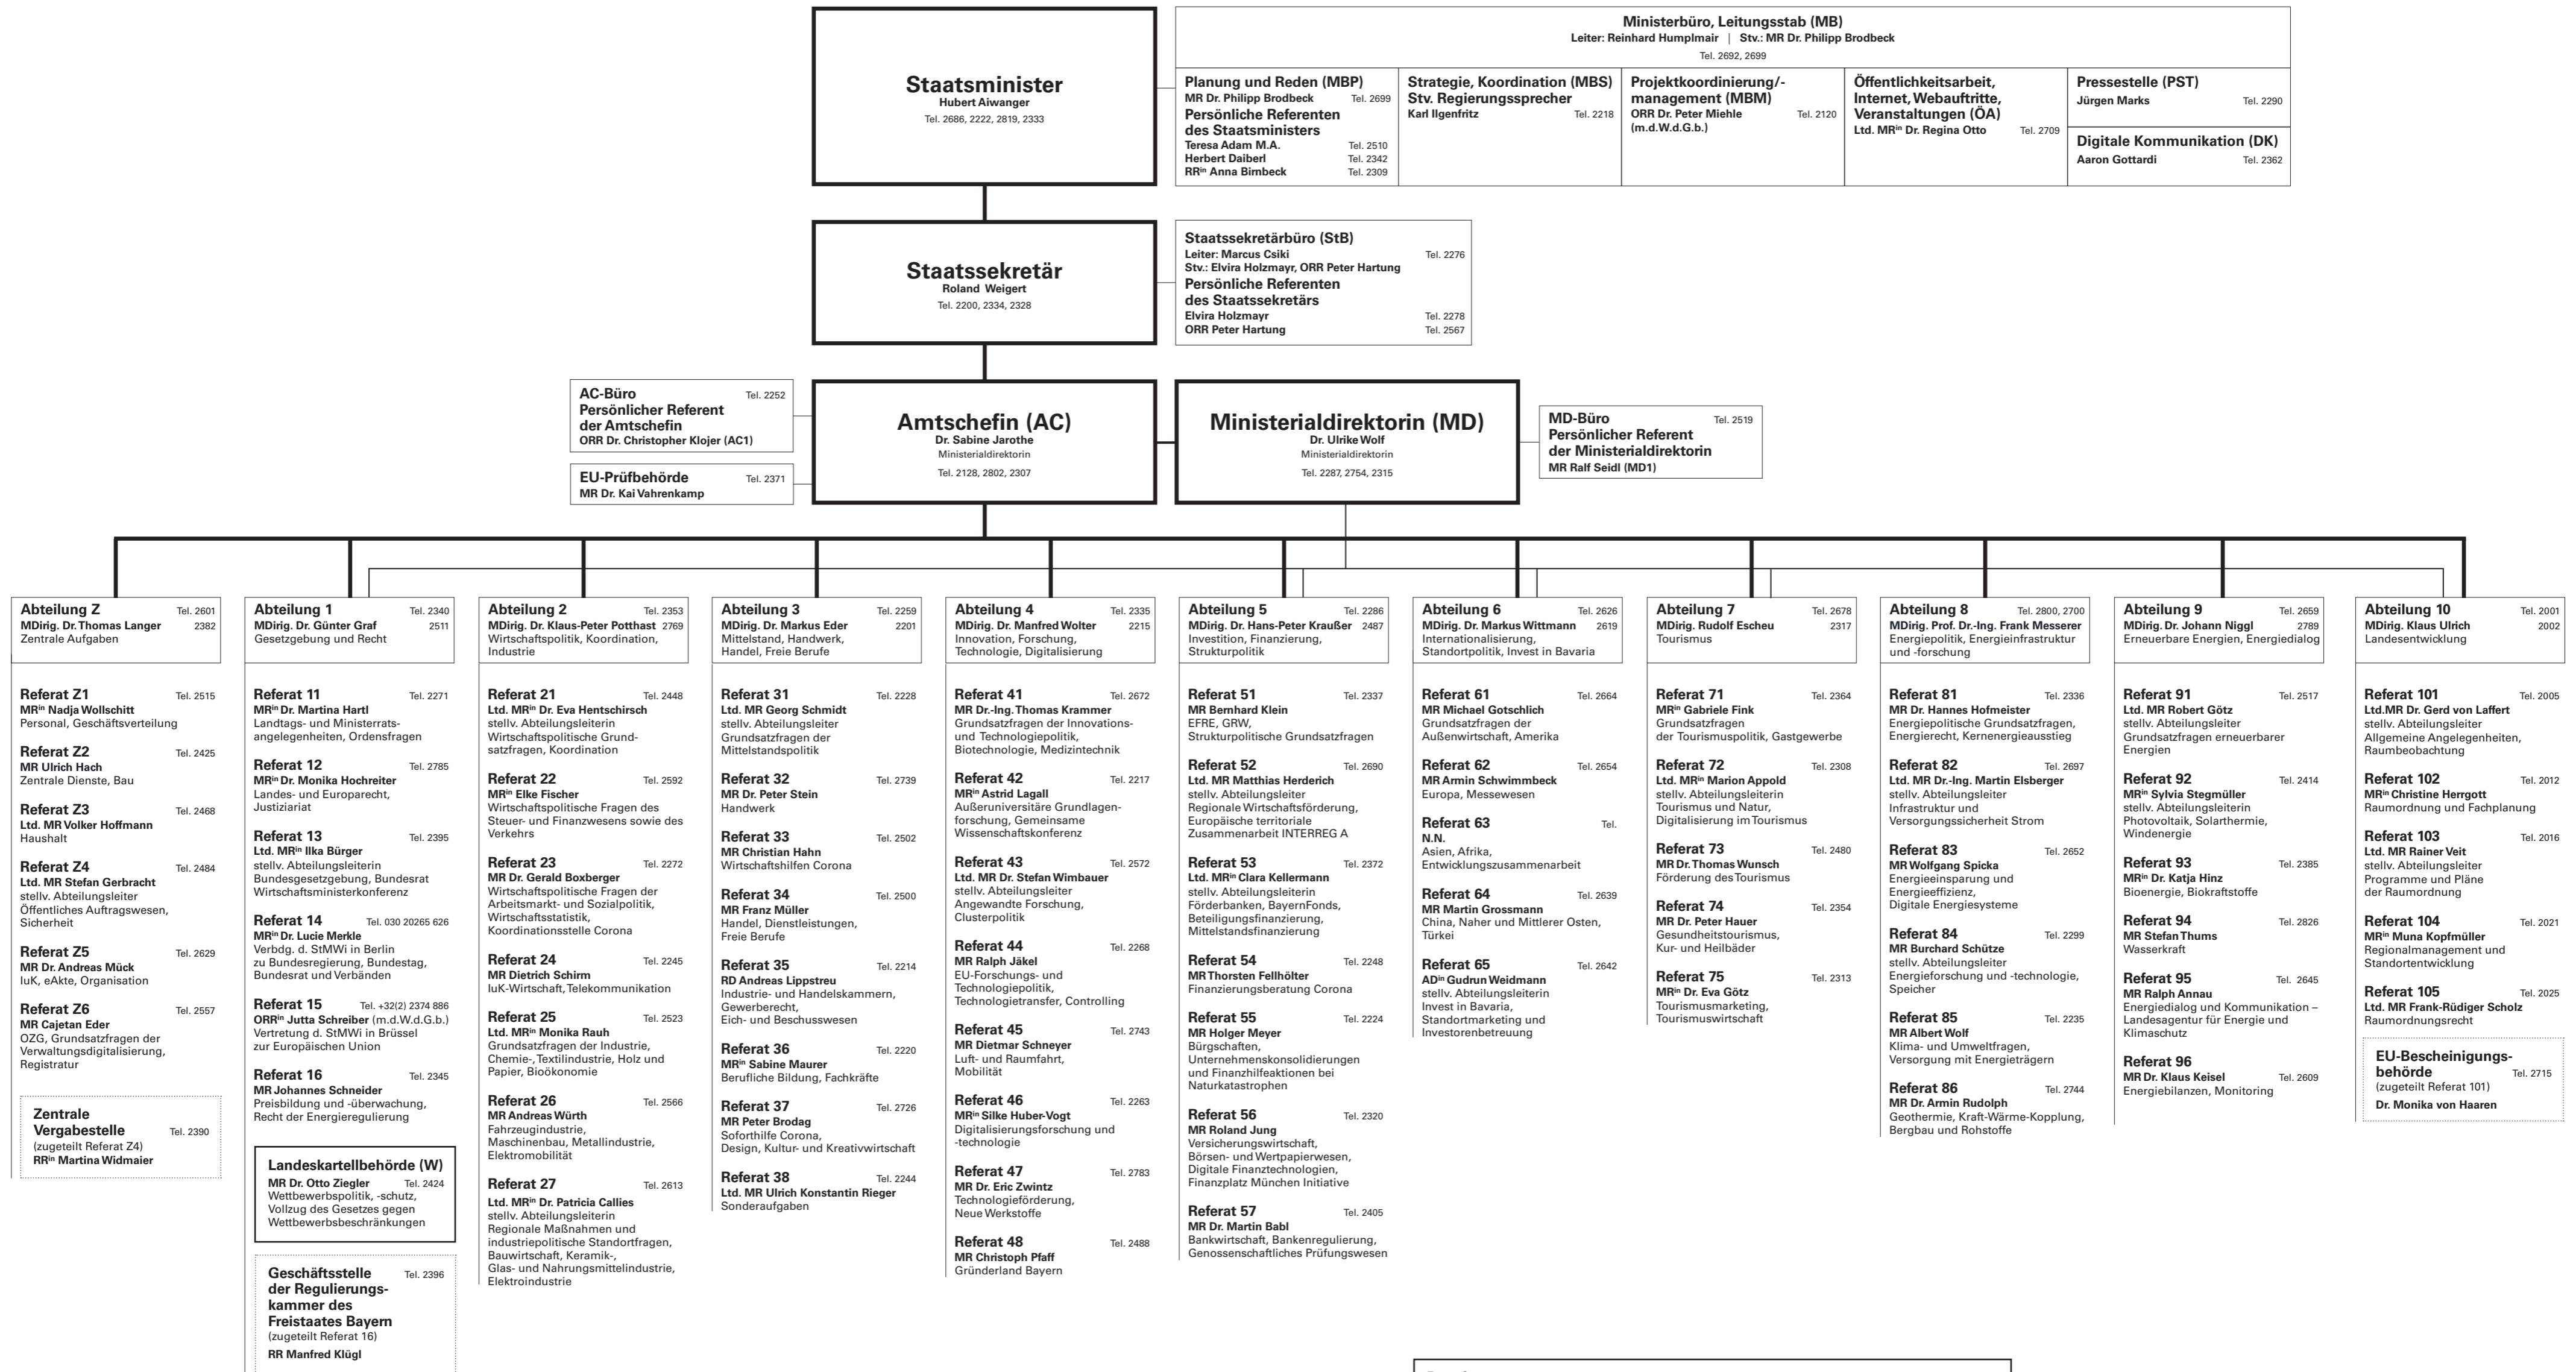 Staatsminister
Hubert Aiwanger
Tel. 2686, 2222, 2819, 2333
Ministerbüro, Leitungsstab (MB)
Leiter: Reinhard Humplmair | Stv.: MR Dr. Philipp Brodbeck
Tel. 2692, 2699
Planung und Reden (MBP)
MR Dr. Philipp Brodbeck Tel. 2699
Persönliche Referenten
des Staatsministers
Teresa Adam M.A. Tel. 2510
Herbert Daiberl Tel. 2342
RRin Anna Birnbeck Tel. 2309
Strategie, Koordination (MBS)
Stv. Regierungssprecher
Karl Ilgenfritz Tel. 2218
Projektkoordinierung/-
management (MBM)
ORR Dr. Peter Miehle Tel. 2120
(m.d.W.d.G.b.)
Öffentlichkeitsarbeit,
Internet, Webauftritte,
Veranstaltungen (ÖA)
Ltd. MRin Dr. Regina Otto Tel. 2709
Pressestelle (PST)
Jürgen Marks Tel. 2290
Digitale Kommunikation (DK)
Aaron Gottardi Tel. 2362
Staatssekretär
Roland Weigert
Tel. 2200, 2334, 2328
Staatssekretärbüro (StB)
Leiter: Marcus Csiki Tel. 2276
Stv.: Elvira Holzmayr, ORR Peter Hartung
Persönliche Referenten
des Staatssekretärs
Elvira Holzmayr Tel. 2278
ORR Peter Hartung Tel. 2567
AC-Büro Tel. 2252
Persönlicher Referent
der Amtschefin
ORR Dr. Christopher Klojer (AC1)
EU-Prüfbehörde Tel. 2371
MR Dr. Kai Vahrenkamp
Amtschefin (AC)
Dr. Sabine Jarothe
Ministerialdirektorin
Tel. 2128, 2802, 2307
Ministerialdirektorin (MD)
Dr. Ulrike Wolf
Ministerialdirektorin
Tel. 2287, 2754, 2315
MD-Büro Tel. 2519
Persönlicher Referent
der Ministerialdirektorin
MR Ralf Seidl (MD1)
Abteilung Z Tel. 2601
MDirig. Dr. Thomas Langer 2382
Zentrale Aufgaben
Referat Z1 Tel. 2515
MRin Nadja Wollschitt
Personal, Geschäftsverteilung
Referat Z2 Tel. 2425
MR Ulrich Hach
Zentrale Dienste, Bau
Referat Z3 Tel. 2468
Ltd. MR Volker Hoffmann
Haushalt
Referat Z4 Tel. 2484
Ltd. MR Stefan Gerbracht
stellv. Abteilungsleiter
Öffentliches Auftragswesen,
Sicherheit
Referat Z5 Tel. 2629
MR Dr. Andreas Mück
IuK, eAkte, Organisation
Referat Z6 Tel. 2557
MR Cajetan Eder
OZG, Grundsatzfragen der
Verwaltungsdigitalisierung,
Registratur
Zentrale
Vergabestelle Tel. 2390
(zugeteilt Referat Z4)
RRin Martina Widmaier
Abteilung 1 Tel. 2340
MDirig. Dr. Günter Graf 2511
Gesetzgebung und Recht
Referat 11 Tel. 2271
MRin Dr. Martina Hartl
Landtags- und Ministerrats-
angelegenheiten, Ordensfragen
Referat 12 Tel. 2785
MRin Dr. Monika Hochreiter
Landes- und Europarecht,
Justiziariat
Referat 13 Tel. 2395
Ltd. MRin Ilka Bürger
stellv. Abteilungsleiterin
Bundesgesetzgebung, Bundesrat
Wirtschaftsministerkonferenz
Referat 14 Tel. 030 20265 626
MRin Dr. Lucie Merkle
Verbdg. d. StMWi in Berlin
zu Bundesregierung, Bundestag,
Bundesrat und Verbänden
Referat 15 Tel. +32(2) 2374 886
ORRin Jutta Schreiber (m.d.W.d.G.b.)
Vertretung d. StMWi in Brüssel
zur Europäischen Union
Referat 16 Tel. 2345
MR Johannes Schneider
Preisbildung und -überwachung,
Recht der Energieregulierung
Landeskartellbehörde (W)
MR Dr. Otto Ziegler Tel. 2424
Wettbewerbspolitik, -schutz,
Vollzug des Gesetzes gegen
Wettbewerbsbeschränkungen
Geschäftsstelle Tel. 2396
der Regulierungs-
kammer des
Freistaates Bayern
(zugeteilt Referat 16)
RR Manfred Klügl
Abteilung 2 Tel. 2353
MDirig. Dr. Klaus-Peter Potthast 2769
Wirtschaftspolitik, Koordination,
Industrie
Referat 21 Tel. 2448
Ltd. MRin Dr. Eva Hentschirsch
stellv. Abteilungsleiterin
Wirtschaftspolitische Grund-
satzfragen, Koordination
Referat 22 Tel. 2592
MRin Elke Fischer
Wirtschaftspolitische Fragen des
Steuer- und Finanzwesens sowie des
Verkehrs
Referat 23 Tel. 2272
MR Dr. Gerald Boxberger
Wirtschaftspolitische Fragen der
Arbeitsmarkt- und Sozialpolitik,
Wirtschaftsstatistik,
Koordinationsstelle Corona
Referat 24 Tel. 2245
MR Dietrich Schirm
IuK-Wirtschaft, Telekommunikation
Referat 25 Tel. 2523
Ltd. MRin Monika Rauh
Grundsatzfragen der Industrie,
Chemie-, Textilindustrie, Holz und
Papier, Bioökonomie
Referat 26 Tel. 2566
MR Andreas Würth
Fahrzeugindustrie,
Maschinenbau, Metallindustrie,
Elektromobilität
Referat 27 Tel. 2613
Ltd. MRin Dr. Patricia Callies
stellv. Abteilungsleiterin
Regionale Maßnahmen und
industriepolitische Standortfragen,
Bauwirtschaft, Keramik-,
Glas- und Nahrungsmittelindustrie,
Elektroindustrie
Abteilung 3 Tel. 2259
MDirig. Dr. Markus Eder 2201
Mittelstand, Handwerk,
Handel, Freie Berufe
Referat 31 Tel. 2228
Ltd. MR Georg Schmidt
stellv. Abteilungsleiter
Grundsatzfragen der
Mittelstandspolitik
Referat 32 Tel. 2739
MR Dr. Peter Stein
Handwerk
Referat 33 Tel. 2502
MR Christian Hahn
Wirtschaftshilfen Corona
Referat 34 Tel. 2500
MR Franz Müller
Handel, Dienstleistungen,
Freie Berufe
Referat 35 Tel. 2214
RD Andreas Lippstreu
Industrie- und Handelskammern,
Gewerberecht,
Eich- und Beschusswesen
Referat 36 Tel. 2220
MRin Sabine Maurer
Berufliche Bildung, Fachkräfte
Referat 37 Tel. 2726
MR Peter Brodag
Soforthilfe Corona,
Design, Kultur- und Kreativwirtschaft
Referat 38 Tel. 2244
Ltd. MR Ulrich Konstantin Rieger
Sonderaufgaben
Abteilung 4 Tel. 2335
MDirig. Dr. Manfred Wolter 2215
Innovation, Forschung,
Technologie, Digitalisierung
Referat 41 Tel. 2672
MR Dr.-Ing. Thomas Krammer
Grundsatzfragen der Innovations-
und Technologiepolitik,
Biotechnologie, Medizintechnik
Referat 42 Tel. 2217
MRin Astrid Lagall
Außeruniversitäre Grundlagen-
forschung, Gemeinsame
Wissenschaftskonferenz
Referat 43 Tel. 2572
Ltd. MR Dr. Stefan Wimbauer
stellv. Abteilungsleiter
Angewandte Forschung,
Clusterpolitik
Referat 44 Tel. 2268
MR Ralph Jäkel
EU-Forschungs- und
Technologiepolitik,
Technologietransfer, Controlling
Referat 45 Tel. 2743
MR Dietmar Schneyer
Luft- und Raumfahrt,
Mobilität
Referat 46 Tel. 2263
MRin Silke Huber-Vogt
Digitalisierungsforschung und
-technologie
Referat 47 Tel. 2783
MR Dr. Eric Zwintz
Technologieförderung,
Neue Werkstoffe
Referat 48 Tel. 2488
MR Christoph Pfaff
Gründerland Bayern
Abteilung 5 Tel. 2286
MDirig. Dr. Hans-Peter Kraußer 2487
Investition, Finanzierung,
Strukturpolitik
Referat 51 Tel. 2337
MR Bernhard Klein
EFRE, GRW,
Strukturpolitische Grundsatzfragen
Referat 52 Tel. 2690
Ltd. MR Matthias Herderich
stellv. Abteilungsleiter
Regionale Wirtschaftsförderung,
Europäische territoriale
Zusammenarbeit INTERREG A
Referat 53 Tel. 2372
Ltd. MRin Clara Kellermann
stellv. Abteilungsleiterin
Förderbanken, BayernFonds,
Beteiligungsfinanzierung,
Mittelstandsfinanzierung
Referat 54 Tel. 2248
MR Thorsten Fellhölter
Finanzierungsberatung Corona
Referat 55 Tel. 2224
MR Holger Meyer
Bürgschaften,
Unternehmenskonsolidierungen
und Finanzhilfeaktionen bei
Naturkatastrophen
Referat 56 Tel. 2320
MR Roland Jung
Versicherungswirtschaft,
Börsen- und Wertpapierwesen,
Digitale Finanztechnologien,
Finanzplatz München Initiative
Referat 57 Tel. 2405
MR Dr. Martin Babl
Bankwirtschaft, Bankenregulierung,
Genossenschaftliches Prüfungswesen
Abteilung 6 Tel. 2626
MDirig. Dr. Markus Wittmann 2619
Internationalisierung,
Standortpolitik, Invest in Bavaria
Referat 61 Tel. 2664
MR Michael Gotschlich
Grundsatzfragen der
Außenwirtschaft, Amerika
Referat 62 Tel. 2654
MR Armin Schwimmbeck
Europa, Messewesen
Referat 63 Tel.
N.N.
Asien, Afrika,
Entwicklungszusammenarbeit
Referat 64 Tel. 2639
MR Martin Grossmann
China, Naher und Mittlerer Osten,
Türkei
Referat 65 Tel. 2642
ADin Gudrun Weidmann
stellv. Abteilungsleiterin
Invest in Bavaria,
Standortmarketing und
Investorenbetreuung
Abteilung 7 Tel. 2678
MDirig. Rudolf Escheu 2317
Tourismus
Referat 71 Tel. 2364
MRin Gabriele Fink
Grundsatzfragen
der Tourismuspolitik, Gastgewerbe
Referat 72 Tel. 2308
Ltd. MRin Marion Appold
stellv. Abteilungsleiterin
Tourismus und Natur,
Digitalisierung im Tourismus
Referat 73 Tel. 2480
MR Dr. Thomas Wunsch
Förderung des Tourismus
Referat 74 Tel. 2354
MR Dr. Peter Hauer
Gesundheitstourismus,
Kur- und Heilbäder
Referat 75 Tel. 2313
MRin Dr. Eva Götz
Tourismusmarketing,
Tourismuswirtschaft
Abteilung 8 Tel. 2800, 2700
MDirig. Prof. Dr.-Ing. Frank Messerer
Energiepolitik, Energieinfrastruktur
und -forschung
Referat 81 Tel. 2336
MR Dr. Hannes Hofmeister
Energiepolitische Grundsatzfragen,
Energierecht, Kernenergieausstieg
Referat 82 Tel. 2697
Ltd. MR Dr.-Ing. Martin Elsberger
stellv. Abteilungsleiter
Infrastruktur und
Versorgungssicherheit Strom
Referat 83 Tel. 2652
MR Wolfgang Spicka
Energieeinsparung und
Energieeffizienz,
Digitale Energiesysteme
Referat 84 Tel. 2299
MR Burchard Schütze
stellv. Abteilungsleiter
Energieforschung und -technologie,
Speicher
Referat 85 Tel. 2235
MR Albert Wolf
Klima- und Umweltfragen,
Versorgung mit Energieträgern
Referat 86 Tel. 2744
MR Dr. Armin Rudolph
Geothermie, Kraft-Wärme-Kopplung,
Bergbau und Rohstoffe
Abteilung 9 Tel. 2659
MDirig. Dr. Johann Niggl 2789
Erneuerbare Energien, Energiedialog
Referat 91 Tel. 2517
Ltd. MR Robert Götz
stellv. Abteilungsleiter
Grundsatzfragen erneuerbarer
Energien
Referat 92 Tel. 2414
MRin Sylvia Stegmüller
stellv. Abteilungsleiterin
Photovoltaik, Solarthermie,
Windenergie
Referat 93 Tel. 2385
MRin Dr. Katja Hinz
Bioenergie, Biokraftstoffe
Referat 94 Tel. 2826
MR Stefan Thums
Wasserkraft
Referat 95 Tel. 2645
MR Ralph Annau
Energiedialog und Kommunikation –
Landesagentur für Energie und
Klimaschutz
Referat 96
MR Dr. Klaus Keisel Tel. 2609
Energiebilanzen, Monitoring
Abteilung 10 Tel. 2001
MDirig. Klaus Ulrich 2002
Landesentwicklung
Referat 101 Tel. 2005
Ltd.MR Dr. Gerd von Laffert
stellv. Abteilungsleiter
Allgemeine Angelegenheiten,
Raumbeobachtung
Referat 102 Tel. 2012
MRin Christine Herrgott
Raumordnung und Fachplanung
Referat 103 Tel. 2016
Ltd. MR Rainer Veit
stellv. Abteilungsleiter
Programme und Pläne
der Raumordnung
Referat 104 Tel. 2021
MRin Muna Kopfmüller
Regionalmanagement und
Standortentwicklung
Referat 105 Tel. 2025
Ltd. MR Frank-Rüdiger Scholz
Raumordnungsrecht
EU-Bescheinigungs-
behörde Tel. 2715
(zugeteilt Referat 101)
Dr. Monika von Haaren